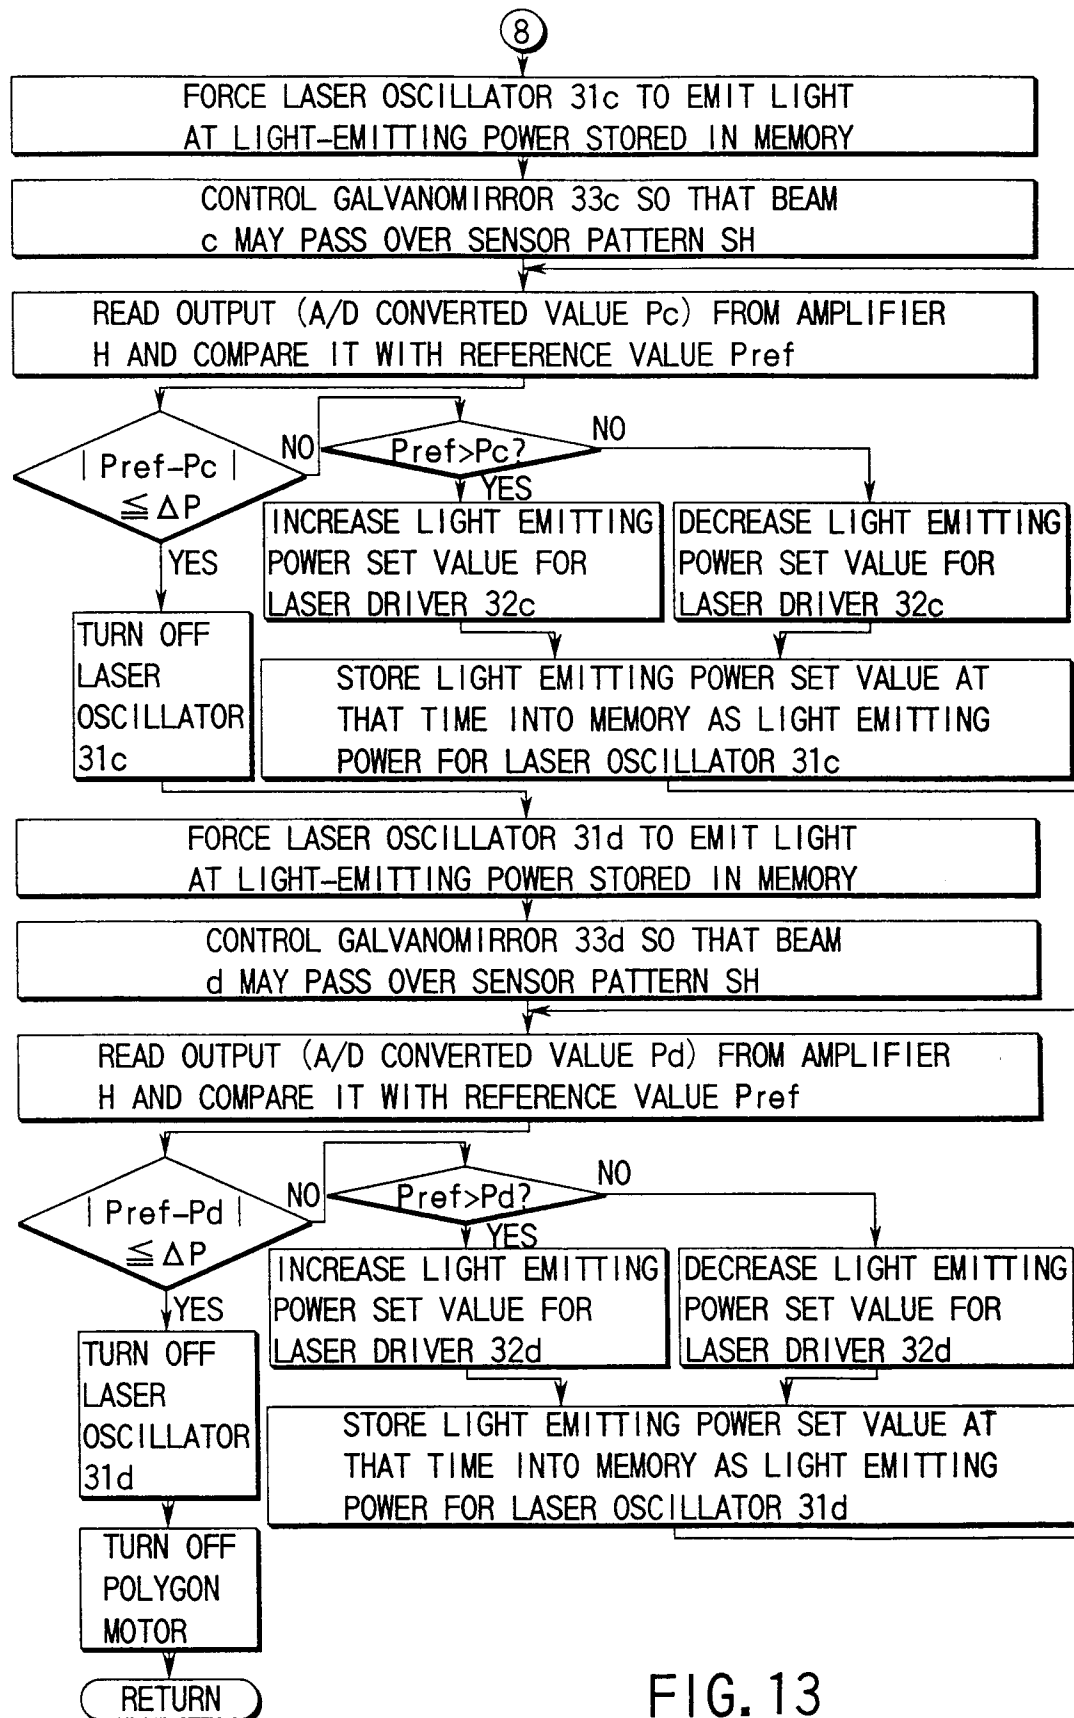 8
FORCE LASER OSCILLATOR 31c TO EMIT LIGHT
AT LIGHT-EMITTING POWER STORED IN MEMORY
CONTROL GALVANOMIRROR 33c SO THAT BEAM
c MAY PASS OVER SENSOR PATTERN SH
READ OUTPUT (A/D CONVERTED VALUE Pc) FROM AMPLIFIER
H AND COMPARE IT WITH REFERENCE VALUE Pref
| Pref-Pc |
≦ ΔP
NO
Pref>Pc?
NO
YES
YES
INCREASE LIGHT EMITTING
POWER SET VALUE FOR
LASER DRIVER 32c
DECREASE LIGHT EMITTING
POWER SET VALUE FOR
LASER DRIVER 32c
TURN OFF
LASER
OSCILLATOR
31c
STORE LIGHT EMITTING POWER SET VALUE AT
THAT TIME INTO MEMORY AS LIGHT EMITTING
POWER FOR LASER OSCILLATOR 31c
FORCE LASER OSCILLATOR 31d TO EMIT LIGHT
AT LIGHT-EMITTING POWER STORED IN MEMORY
CONTROL GALVANOMIRROR 33d SO THAT BEAM
d MAY PASS OVER SENSOR PATTERN SH
READ OUTPUT (A/D CONVERTED VALUE Pd) FROM AMPLIFIER
H AND COMPARE IT WITH REFERENCE VALUE Pref
| Pref-Pd |
≦ ΔP
NO
Pref>Pd?
NO
YES
YES
INCREASE LIGHT EMITTING
POWER SET VALUE FOR
LASER DRIVER 32d
DECREASE LIGHT EMITTING
POWER SET VALUE FOR
LASER DRIVER 32d
TURN OFF
LASER
OSCILLATOR
31d
STORE LIGHT EMITTING POWER SET VALUE AT
THAT TIME INTO MEMORY AS LIGHT EMITTING
POWER FOR LASER OSCILLATOR 31d
TURN OFF
POLYGON
MOTOR
RETURN
FIG. 13